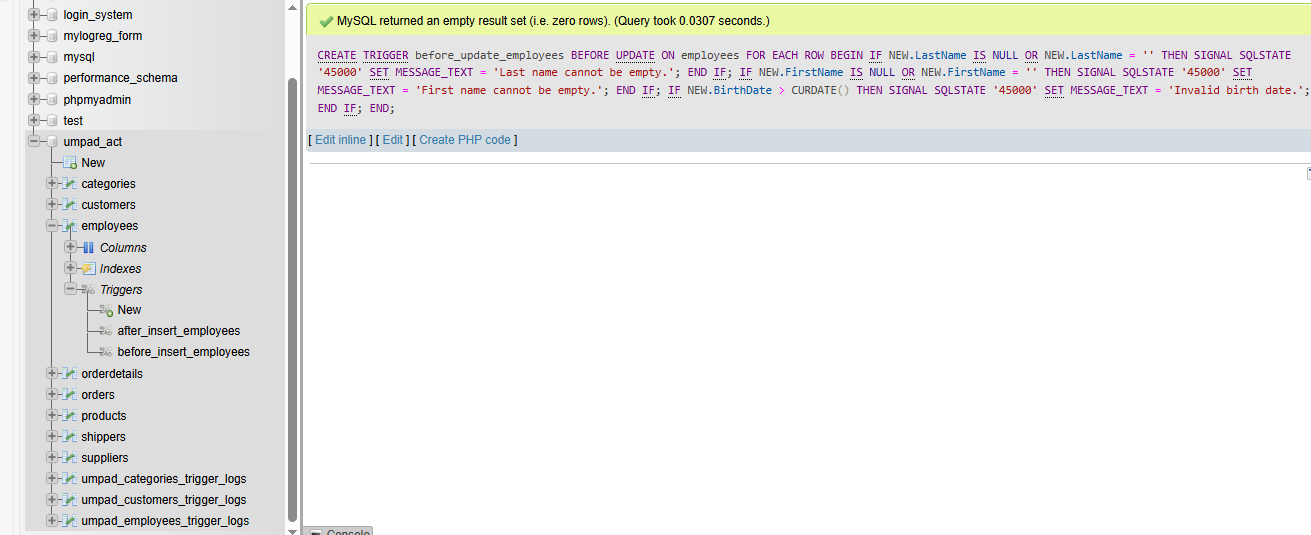 login_system
mylogreg_form
mysql
performance_schema
phpmyadmin
test
umpad_act
New
categories
customers
employees
Columns
Indexes
Triggers
New
after_insert_employees
before_insert_employees
orderdetails
orders
products
shippers
suppliers
umpad_categories_trigger_logs
umpad_customers_trigger_logs
umpad_employees_trigger_logs
MySQL returned an empty result set (i.e. zero rows). (Query took 0.0307 seconds.)
CREATE TRIGGER before_update_employees BEFORE UPDATE ON employees FOR EACH ROW BEGIN IF NEW.LastName IS NULL OR NEW.LastName = '' THEN SIGNAL SQLSTATE
'45000' SET MESSAGE_TEXT = 'Last name cannot be empty.'; END IF; IF NEW.FirstName IS NULL OR NEW.FirstName = '' THEN SIGNAL SQLSTATE '45000' SET
MESSAGE_TEXT = 'First name cannot be empty.'; END IF; IF NEW.BirthDate > CURDATE() THEN SIGNAL SQLSTATE '45000' SET MESSAGE_TEXT = 'Invalid birth date.';
END IF; END;
[ Edit inline ] [ Edit ] [ Create PHP code ]
Console